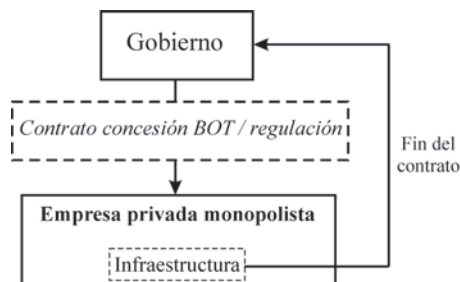 Gobierno
Contrato concesión BOT / regulación
Fin del
contrato
Empresa privada monopolista
Infraestructura